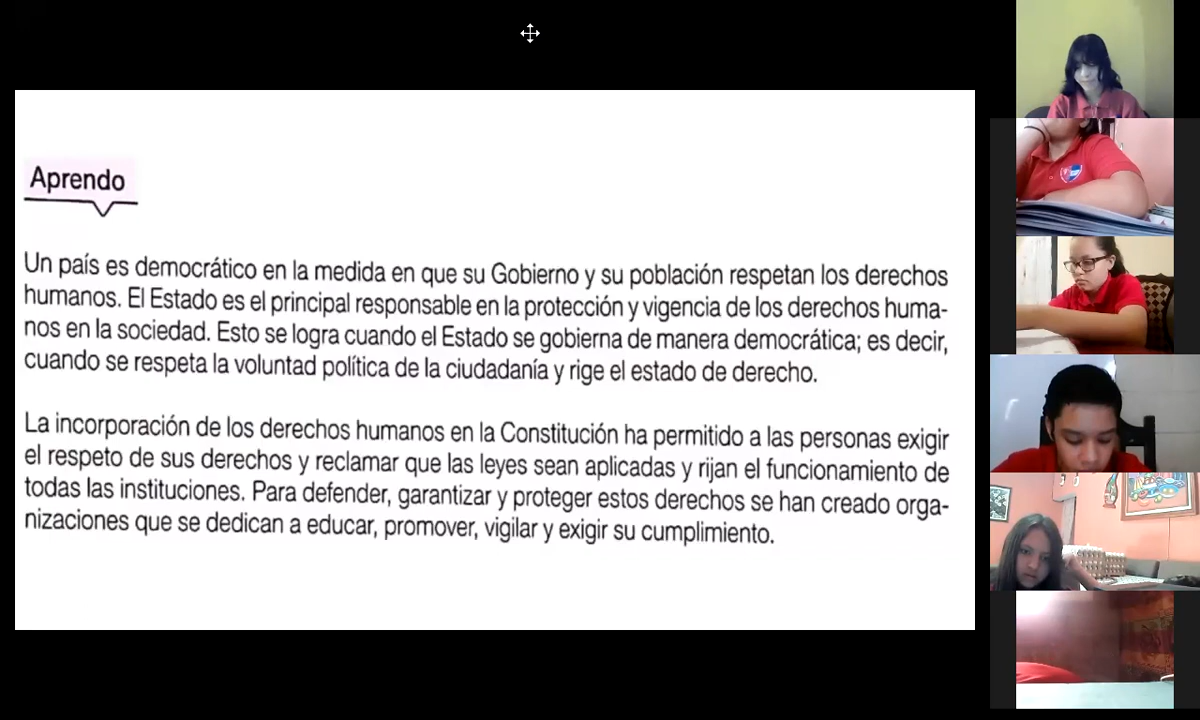 Aprendo
Un país es democrático en la medida en que su Gobierno y su población respetan los derechos
humanos. El Estado es el principal responsable en la protección y vigencia de los derechos huma-
nos en la sociedad. Esto se logra cuando el Estado se gobierna de manera democrática; es decir,
cuando se respeta la voluntad política de la ciudadanía y rige el estado de derecho.
La incorporación de los derechos humanos en la Constitución ha permitido a las personas exigir
el respeto de sus derechos y reclamar que las leyes sean aplicadas y rijan el funcionamiento de
todas las instituciones. Para defender, garantizar y proteger estos derechos se han creado orga-
nizaciones que se dedican a educar, promover, vigilar y exigir su cumplimiento.